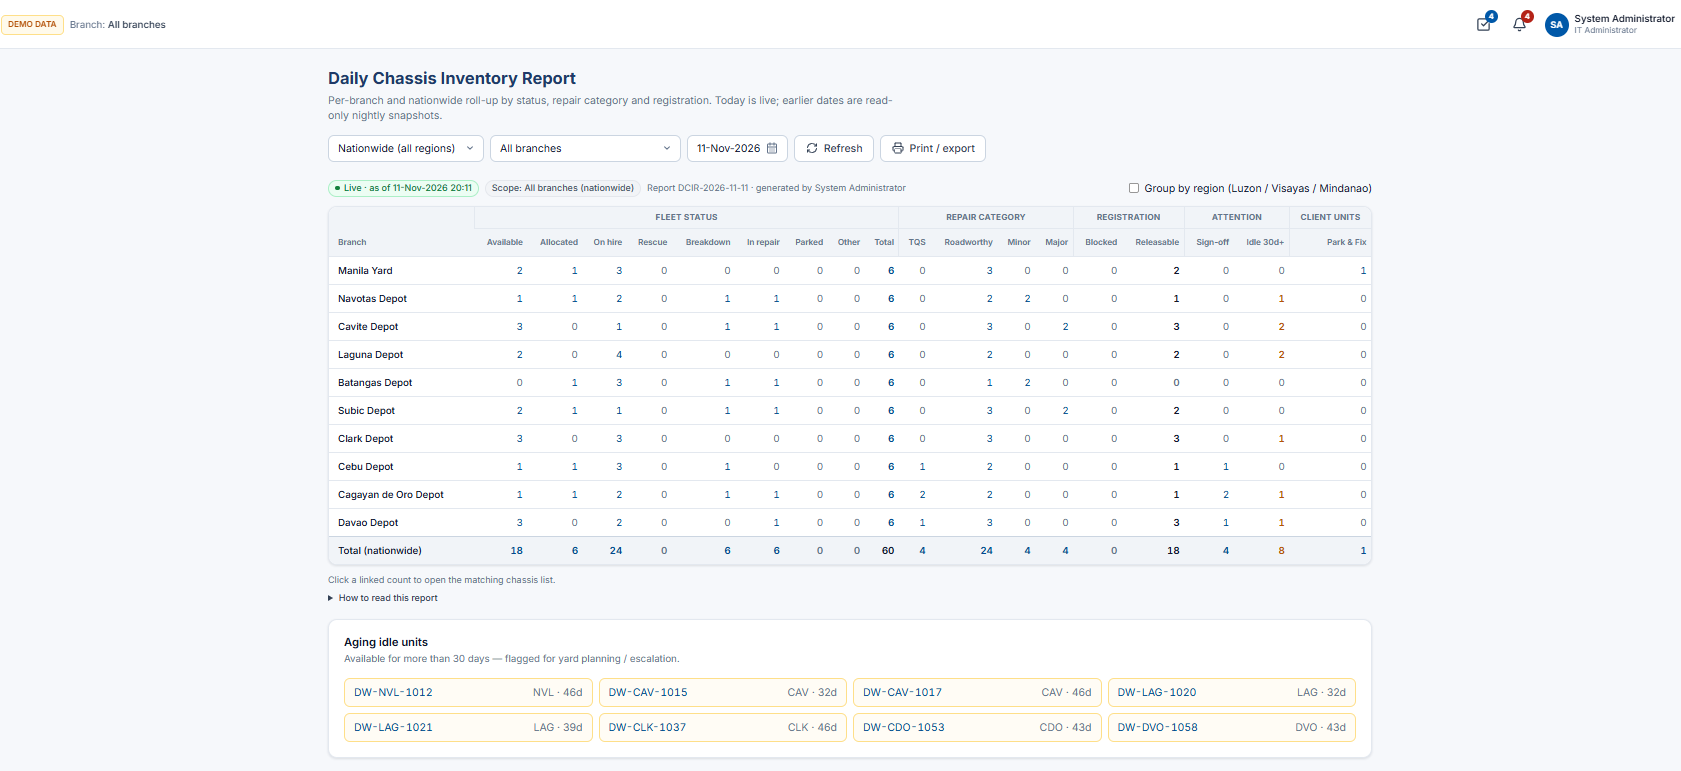 DEMO DATA Branch: All branches 4 4 SA System Administrator
IT Administrator
Daily Chassis Inventory Report
Per-branch and nationwide roll-up by status, repair category and registration. Today is live; earlier dates are read-
only nightly snapshots.
Nationwide (all regions) All branches 11-Nov-2026 Refresh Print / export
Live · as of 11-Nov-2026 20:11 Scope: All branches (nationwide) Report DCIR-2026-11-11 · generated by System Administrator Group by region (Luzon / Visayas / Mindanao)
FLEET STATUS REPAIR CATEGORY REGISTRATION ATTENTION CLIENT UNITS
Branch Available Allocated On hire Rescue Breakdown In repair Parked Other Total TQS Roadworthy Minor Major Blocked Releasable Sign-off Idle 30d+ Park & Fix
Manila Yard 2 1 3 0 0 0 0 0 6 0 3 0 0 0 2 0 0 1
Navotas Depot 1 1 2 0 1 1 0 0 6 0 2 2 0 0 1 0 1 0
Cavite Depot 3 0 1 0 1 1 0 0 6 0 3 0 2 0 3 0 2 0
Laguna Depot 2 0 4 0 0 0 0 0 6 0 2 0 0 0 2 0 2 0
Batangas Depot 0 1 3 0 1 1 0 0 6 0 1 2 0 0 0 0 0 0
Subic Depot 2 1 1 0 1 1 0 0 6 0 3 0 2 0 2 0 0 0
Clark Depot 3 0 3 0 0 0 0 0 6 0 3 0 0 0 3 0 1 0
Cebu Depot 1 1 3 0 1 0 0 0 6 1 2 0 0 0 1 1 0 0
Cagayan de Oro Depot 1 1 2 0 1 1 0 0 6 2 2 0 0 0 1 2 1 0
Davao Depot 3 0 2 0 0 1 0 0 6 1 3 0 0 0 3 1 1 0
Total (nationwide) 18 6 24 0 6 6 0 0 60 4 24 4 4 0 18 4 8 1
Click a linked count to open the matching chassis list.
How to read this report
Aging idle units
Available for more than 30 days — flagged for yard planning / escalation.
DW-NVL-1012 NVL · 46d DW-CAV-1015 CAV · 32d DW-CAV-1017 CAV · 46d DW-LAG-1020 LAG · 32d
DW-LAG-1021 LAG · 39d DW-CLK-1037 CLK · 46d DW-CDO-1053 CDO · 43d DW-DVO-1058 DVO · 43d